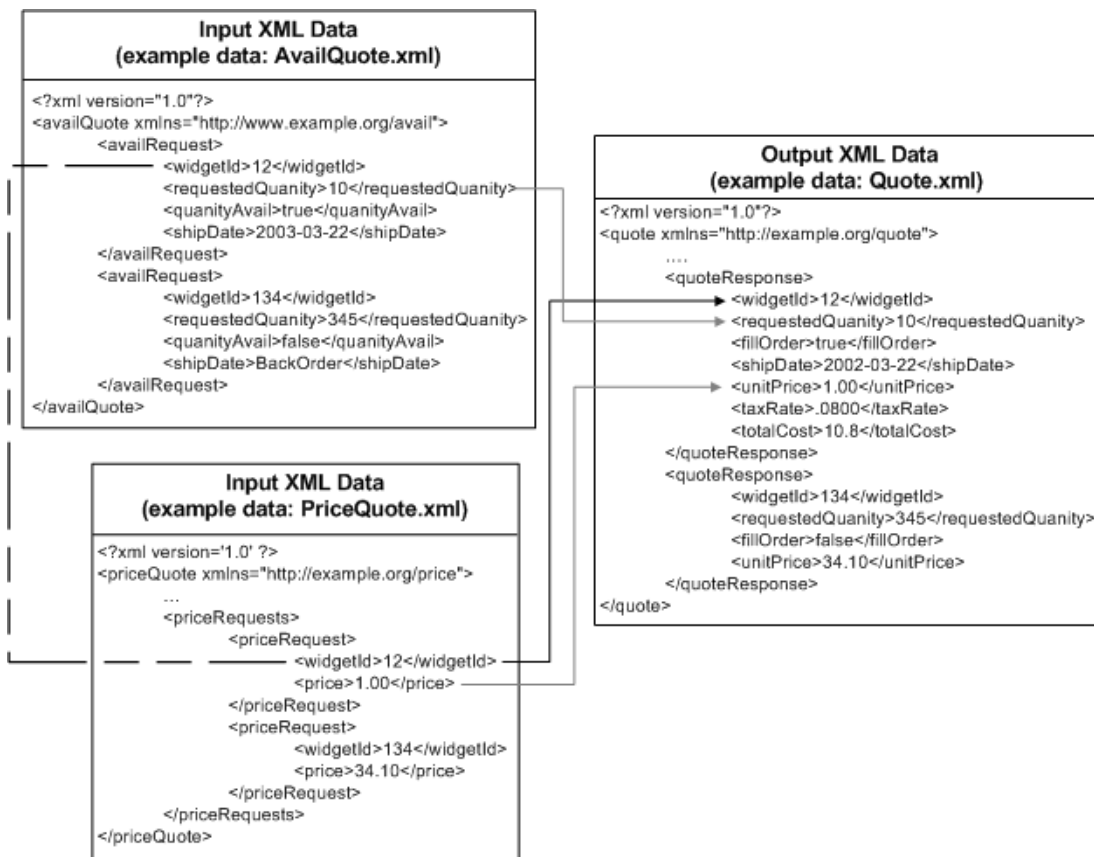 Input XML Data
(example data: AvailQuote.xml)
<?xml version="1.0"?>
<availQuote xmlns="http://www.example.org/avail">
<availRequest>
<widgetId>12</widgetId>
<requestedQuanity>10</requestedQuanity>
<quanityAvail>true</quanityAvail>
<shipDate>2003-03-22</shipDate>
</availRequest>
<availRequest>
<widgetId>134</widgetId>
<requestedQuanity>345</requestedQuanity>
<quanityAvail>false</quanityAvail>
<shipDate>BackOrder</shipDate>
</availRequest>
</availQuote>
Input XML Data
(example data: PriceQuote.xml)
<?xml version='1.0' ?>
<priceQuote xmlns="http://example.org/price">
...
<priceRequests>
<priceRequest>
<widgetId>12</widgetId>
<price>1.00</price>
</priceRequest>
<priceRequest>
<widgetId>134</widgetId>
<price>34.10</price>
</priceRequest>
</priceRequests>
</priceQuote>
Output XML Data
(example data: Quote.xml)
<?xml version="1.0"?>
<quote xmlns="http://example.org/quote">
....
<quoteResponse>
<widgetId>12</widgetId>
<requestedQuanity>10</requestedQuanity>
<fillOrder>true</fillOrder>
<shipDate>2002-03-22</shipDate>
<unitPrice>1.00</unitPrice>
<taxRate>.0800</taxRate>
<totalCost>10.8</totalCost>
</quoteResponse>
<quoteResponse>
<widgetId>134</widgetId>
<requestedQuanity>345</requestedQuanity>
<fillOrder>false</fillOrder>
<unitPrice>34.10</unitPrice>
</quoteResponse>
</quote>